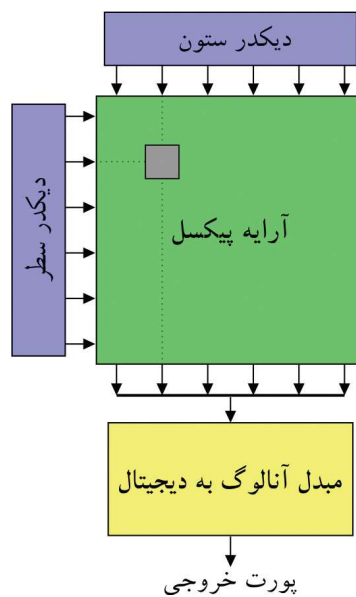 دیکدر ستون
دیکدر سطر
آرایه پیکسل
مبدل آنالوگ به دیجیتال
پورت خروجی